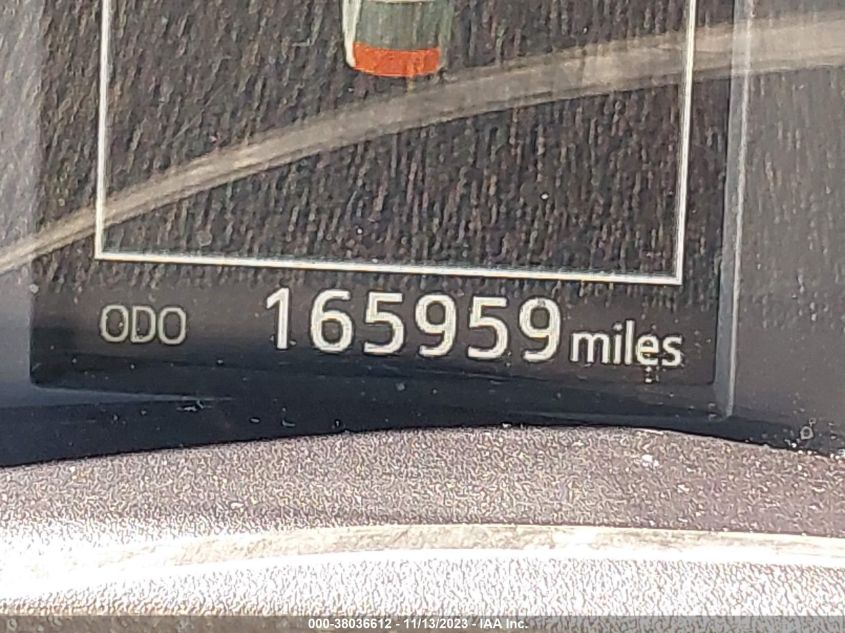 ODO 165959 miles
000-38036612 - 11/13/2023 - IAA Inc.